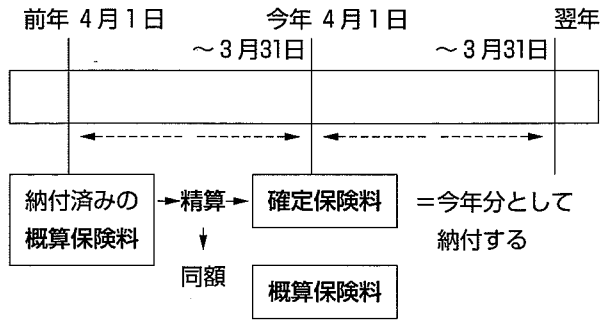 前年 4月1日 今年 4月1日 翌年
～3月31日 ～3月31日
納付済みの
概算保険料
精算
確定保険料
＝今年分として
納付する
同額
概算保険料